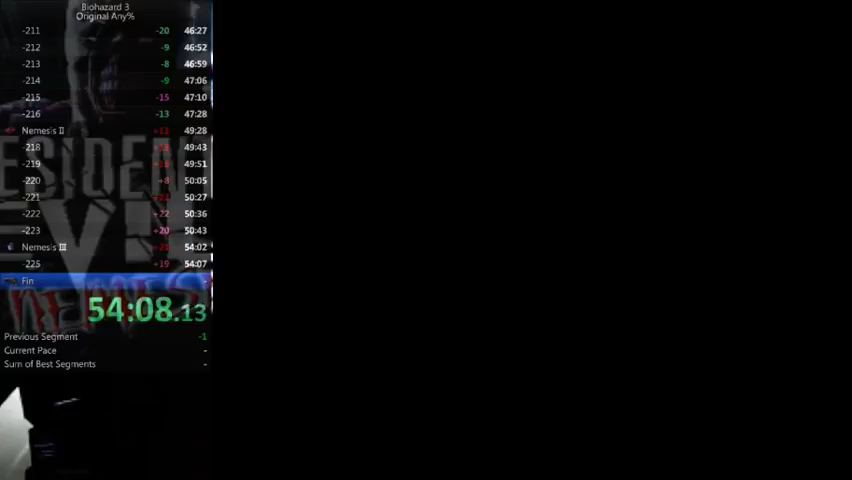 Biohazard 3
Original Any%
-211 -20 46:27
-212 -9 46:52
-213 -8 46:59
-214 -9 47:06
-215 -15 47:10
-216 -13 47:28
Nemesis II 49:28
-218 49:43
-219 49:51
-220 +8 50:05
-221 50:27
-222 +22 50:36
-223 +20 50:43
Nemesis III 54:02
-225 +19 54:07
Fin -
54:08.13
Previous Segment -1
Current Pace -
Sum of Best Segments -